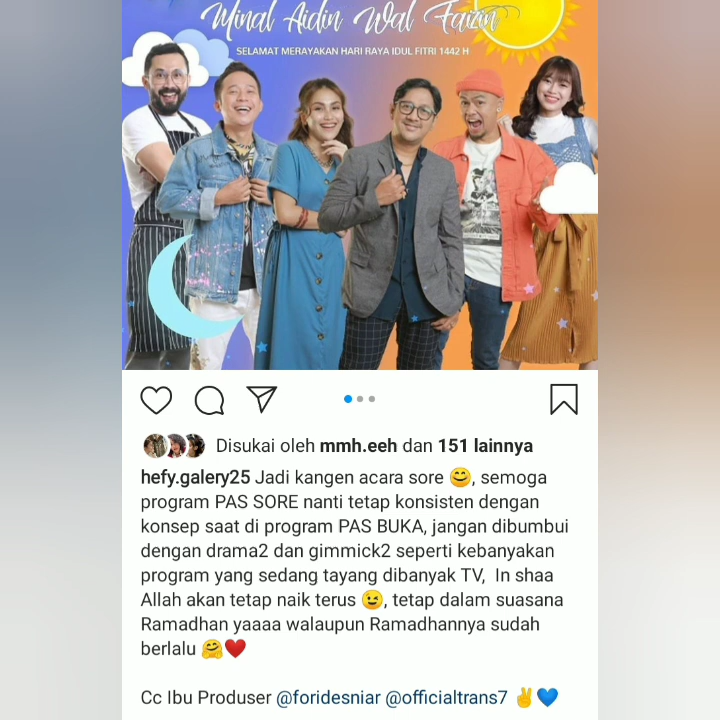 Minal Aidin Wal Faizin
SELAMAT MERAYAKAN HARI RAYA IDUL FITRI 1442 H
Disukai oleh mmh.eeh dan 151 lainnya
hefy.galery25 Jadi kangen acara sore 😊, semoga
program PAS SORE nanti tetap konsisten dengan
konsep saat di program PAS BUKA, jangan dibumbui
dengan drama2 dan gimmick2 seperti kebanyakan
program yang sedang tayang dibanyak TV, In shaa
Allah akan tetap naik terus 😉, tetap dalam suasana
Ramadhan yaaaa walaupun Ramadhannya sudah
berlalu 🤗❤️
Cc Ibu Produser @foridesniar @officialtrans7 ✌️💙